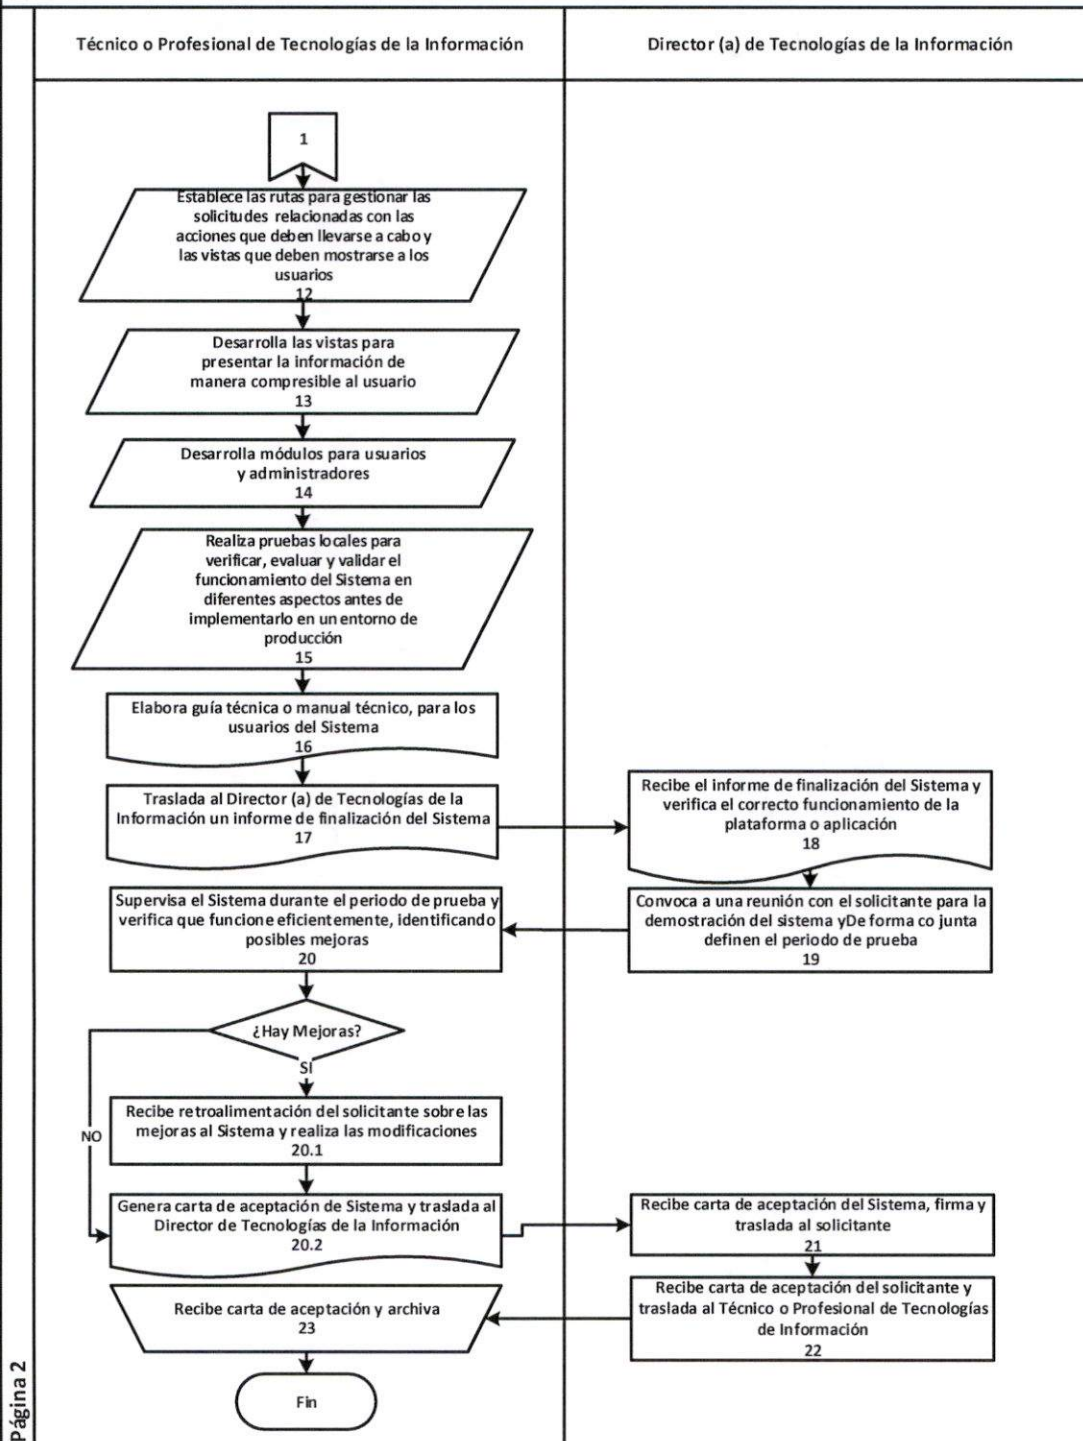 Técnico o Profesional de Tecnologías de la Información
Director (a) de Tecnologías de la Información
1
Establece las rutas para gestionar las
solicitudes relacionadas con las
acciones que deben llevarse a cabo y
las vistas que deben mostrarse a los
usuarios
12
Desarrolla las vistas para
presentar la información de
manera compresible al usuario
13
Desarrolla módulos para usuarios
y administradores
14
Realiza pruebas locales para
verificar, evaluar y validar el
funcionamiento del Sistema en
diferentes aspectos antes de
implementarlo en un entorno de
producción
15
Elabora guía técnica o manual técnico, para los
usuarios del Sistema
16
Traslada al Director (a) de Tecnologías de la
Información un informe de finalización del Sistema
17
Recibe el informe de finalización del Sistema y
verifica el correcto funcionamiento de la
plataforma o aplicación
18
Convoca a una reunión con el solicitante para la
demostración del sistema yDe forma co junta
definen el periodo de prueba
19
Supervisa el Sistema durante el periodo de prueba y
verifica que funcione eficientemente, identificando
posibles mejoras
20
¿Hay Mejoras?
SI
NO
Recibe retroalimentación del solicitante sobre las
mejoras al Sistema y realiza las modificaciones
20.1
Genera carta de aceptación de Sistema y traslada al
Director de Tecnologías de la Información
20.2
Recibe carta de aceptación del Sistema, firma y
traslada al solicitante
21
Recibe carta de aceptación del solicitante y
traslada al Técnico o Profesional de Tecnologías
de Información
22
Recibe carta de aceptación y archiva
23
Fin
Página 2